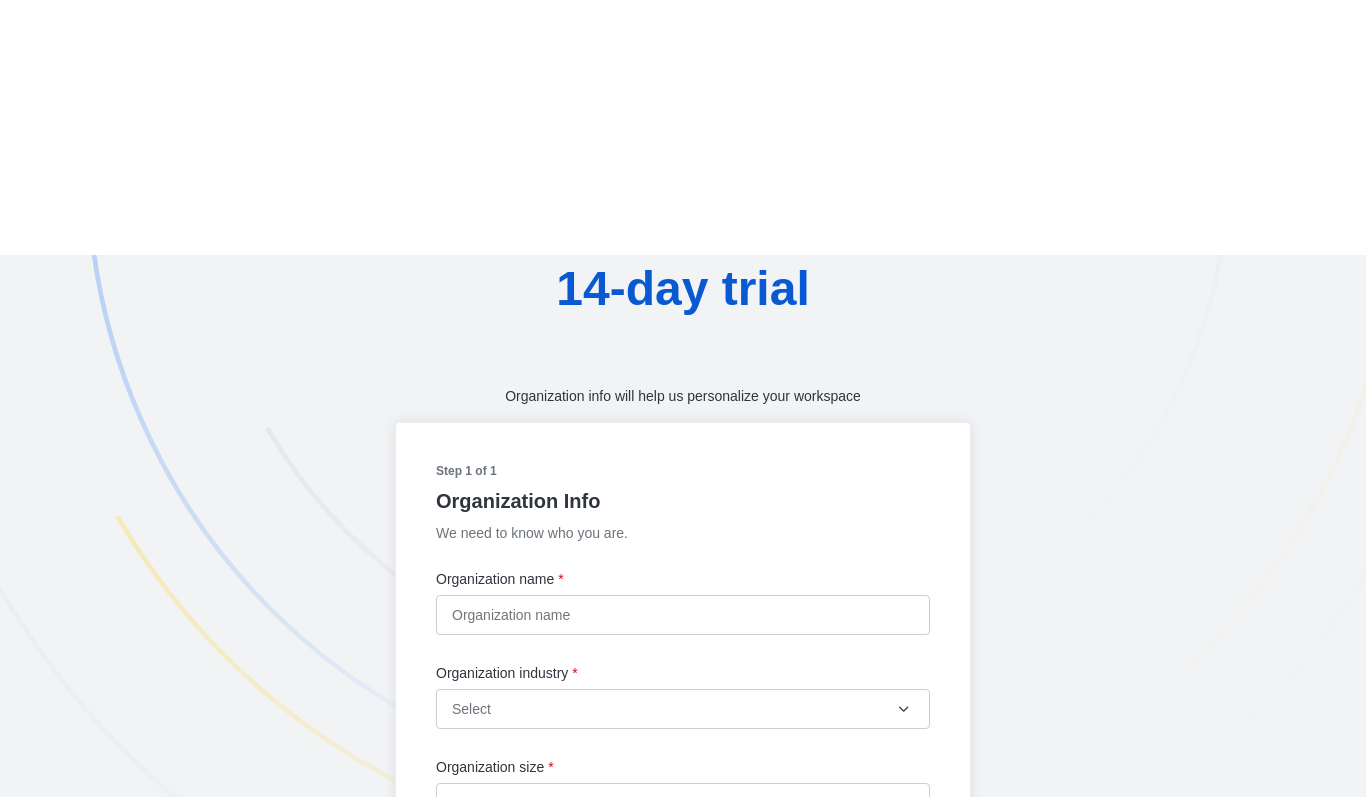 14-day trial
Organization info will help us personalize your workspace
Step 1 of 1
Organization Info
We need to know who you are.
Organization name *
Organization name
Organization industry *
Select
Organization size *